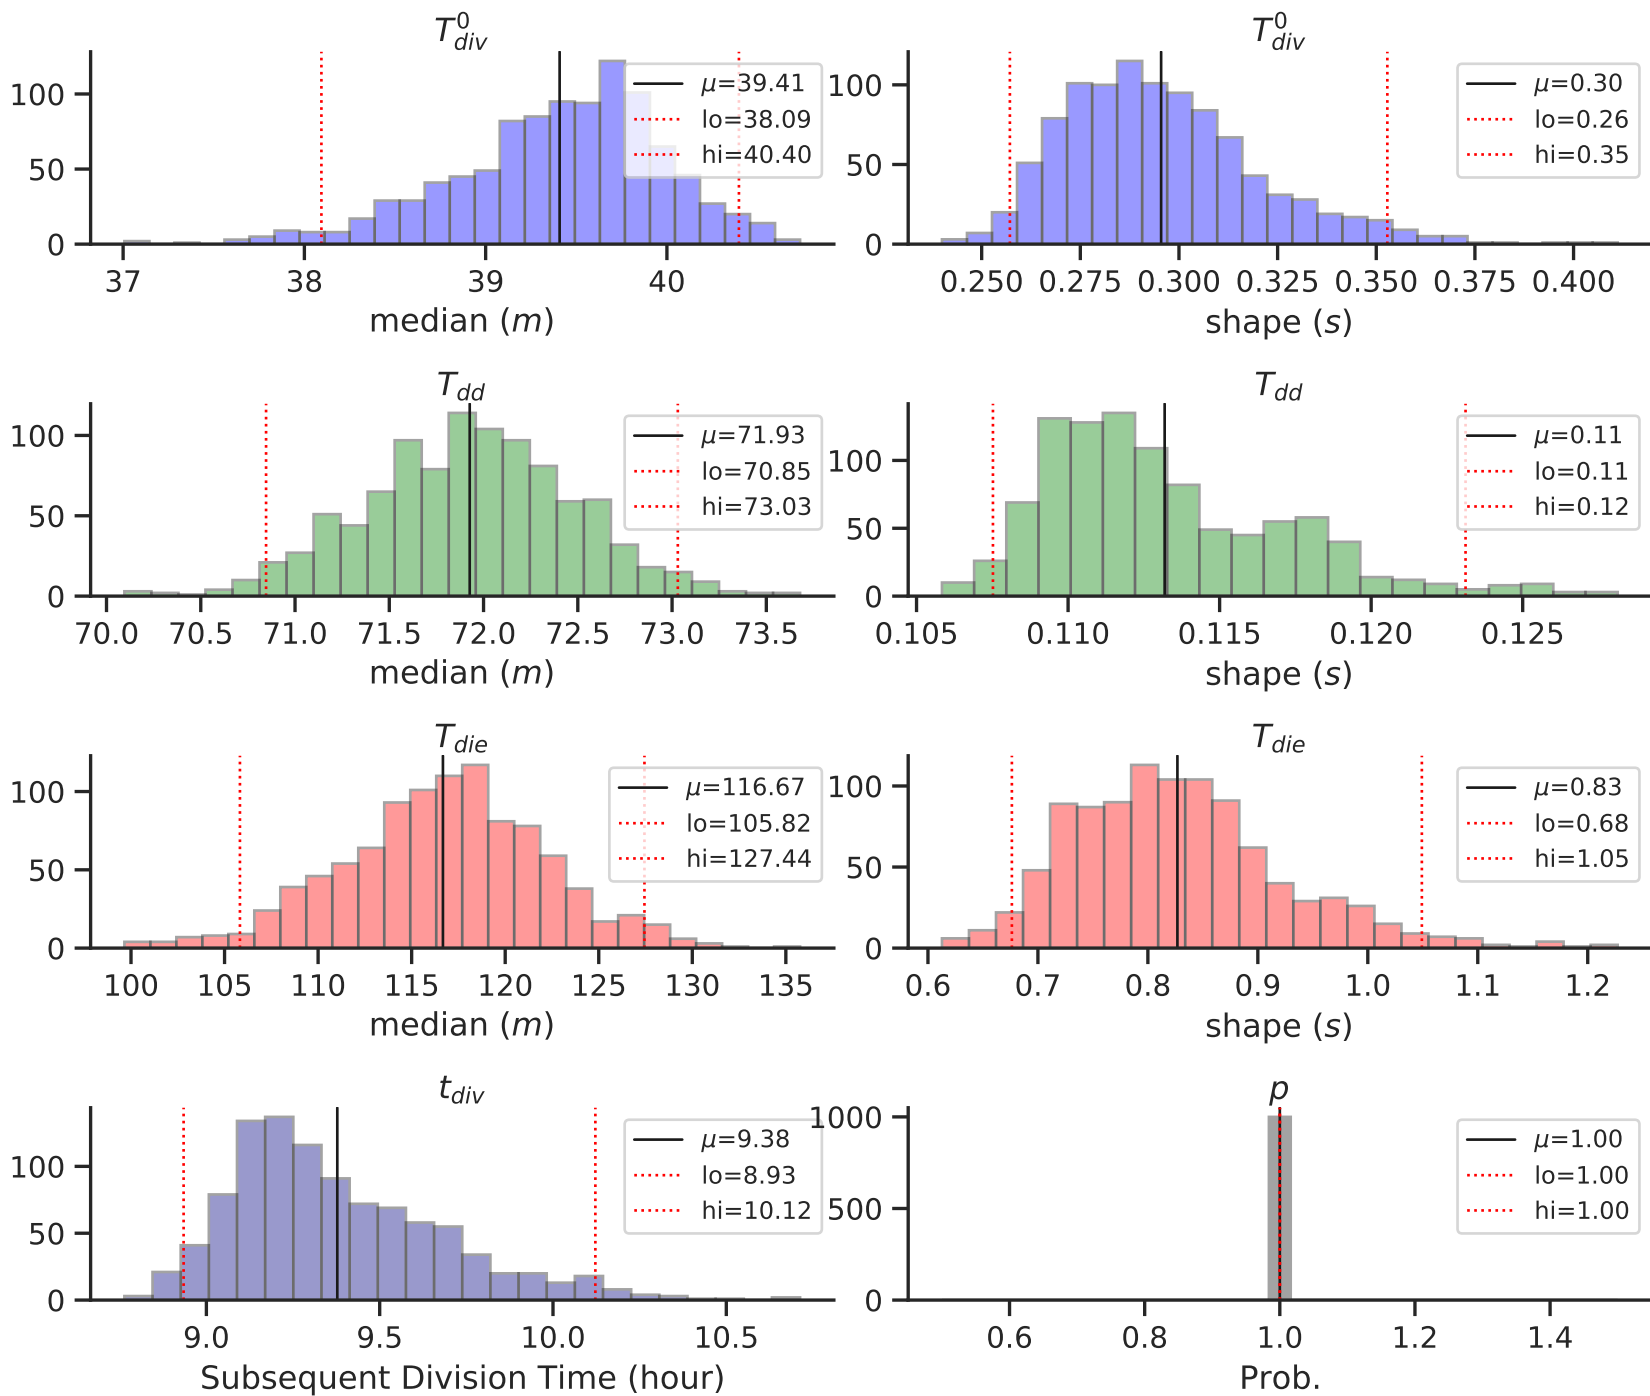 T⁰div
100
50
0
μ=39.41
lo=38.09
hi=40.40
37 38 39 40
median (m)
T⁰div
100
50
0
μ=0.30
lo=0.26
hi=0.35
0.250 0.275 0.300 0.325 0.350 0.375 0.400
shape (s)
Tdd
100
50
0
μ=71.93
lo=70.85
hi=73.03
70.0 70.5 71.0 71.5 72.0 72.5 73.0 73.5
median (m)
Tdd
100
50
0
μ=0.11
lo=0.11
hi=0.12
0.105 0.110 0.115 0.120 0.125
shape (s)
Tdie
100
50
0
μ=116.67
lo=105.82
hi=127.44
100 105 110 115 120 125 130 135
median (m)
Tdie
100
50
0
μ=0.83
lo=0.68
hi=1.05
0.6 0.7 0.8 0.9 1.0 1.1 1.2
shape (s)
tdiv
100
50
0
μ=9.38
lo=8.93
hi=10.12
9.0 9.5 10.0 10.5
Subsequent Division Time (hour)
p
1000
500
0
μ=1.00
lo=1.00
hi=1.00
0.6 0.8 1.0 1.2 1.4
Prob.